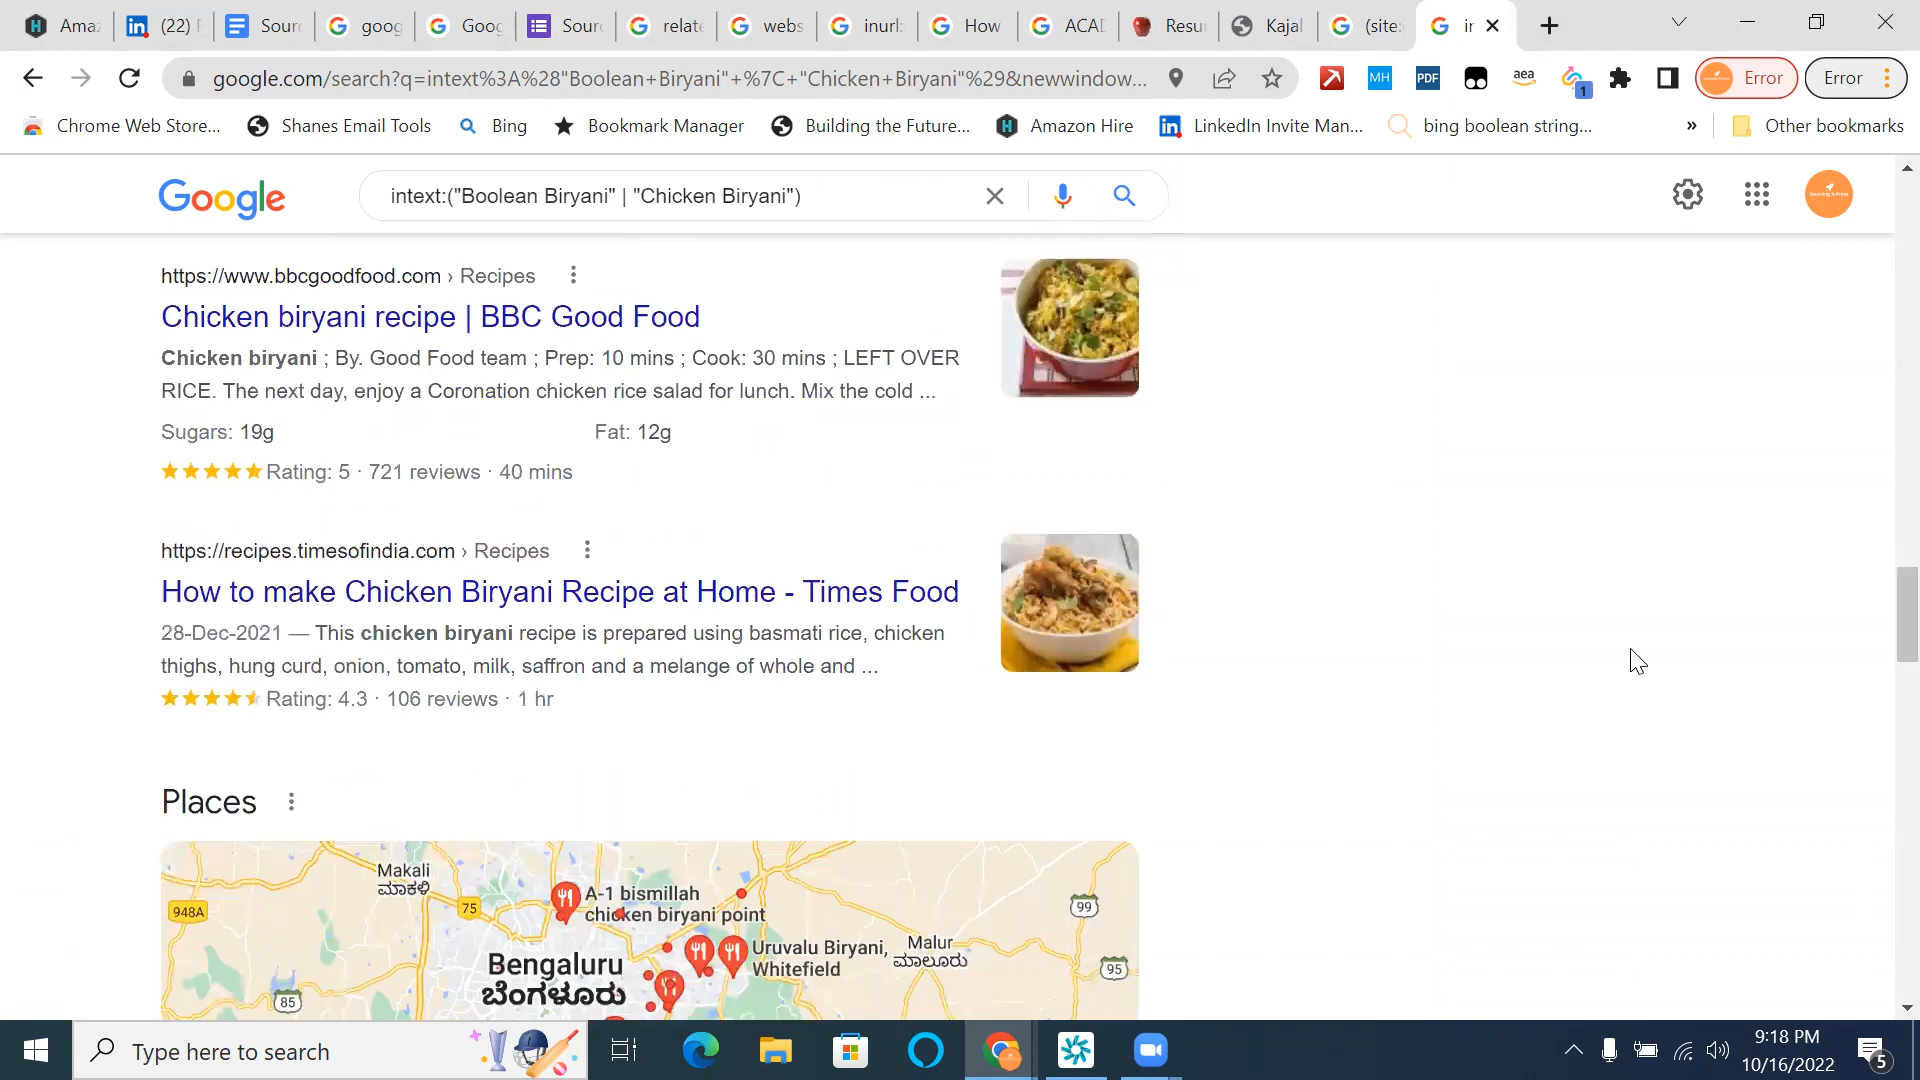 Amaz
(22) F
Sourc
goog
Goog
Sourc
relate
webs
inurl:
How
ACAD
Resu
Kajal
(site:
ir
google.com/search?q=intext%3A%28"Boolean+Biryani"+%7C+"Chicken+Biryani"%29&newwindow...
MH
PDF
aea
1
Error
Error
Chrome Web Store...
Shanes Email Tools
Bing
Bookmark Manager
Building the Future...
Amazon Hire
LinkedIn Invite Man...
bing boolean string...
»
Other bookmarks
Google
intext:("Boolean Biryani" | "Chicken Biryani")
https://www.bbcgoodfood.com › Recipes
Chicken biryani recipe | BBC Good Food
Chicken biryani ; By. Good Food team ; Prep: 10 mins ; Cook: 30 mins ; LEFT OVER
RICE. The next day, enjoy a Coronation chicken rice salad for lunch. Mix the cold ...
Sugars: 19g
Fat: 12g
Rating: 5 · 721 reviews · 40 mins
https://recipes.timesofindia.com › Recipes
How to make Chicken Biryani Recipe at Home - Times Food
28-Dec-2021 — This chicken biryani recipe is prepared using basmati rice, chicken
thighs, hung curd, onion, tomato, milk, saffron and a melange of whole and ...
Rating: 4.3 · 106 reviews · 1 hr
Places
Makali
ಮಾಕಳಿ
948A
75
A-1 bismillah
chicken biryani point
99
Uruvalu Biryani,
Whitefield
Malur
ಮಾಲೂರು
95
Bengaluru
ಬೆಂಗಳೂರು
85
Type here to search
9:18 PM
10/16/2022
5